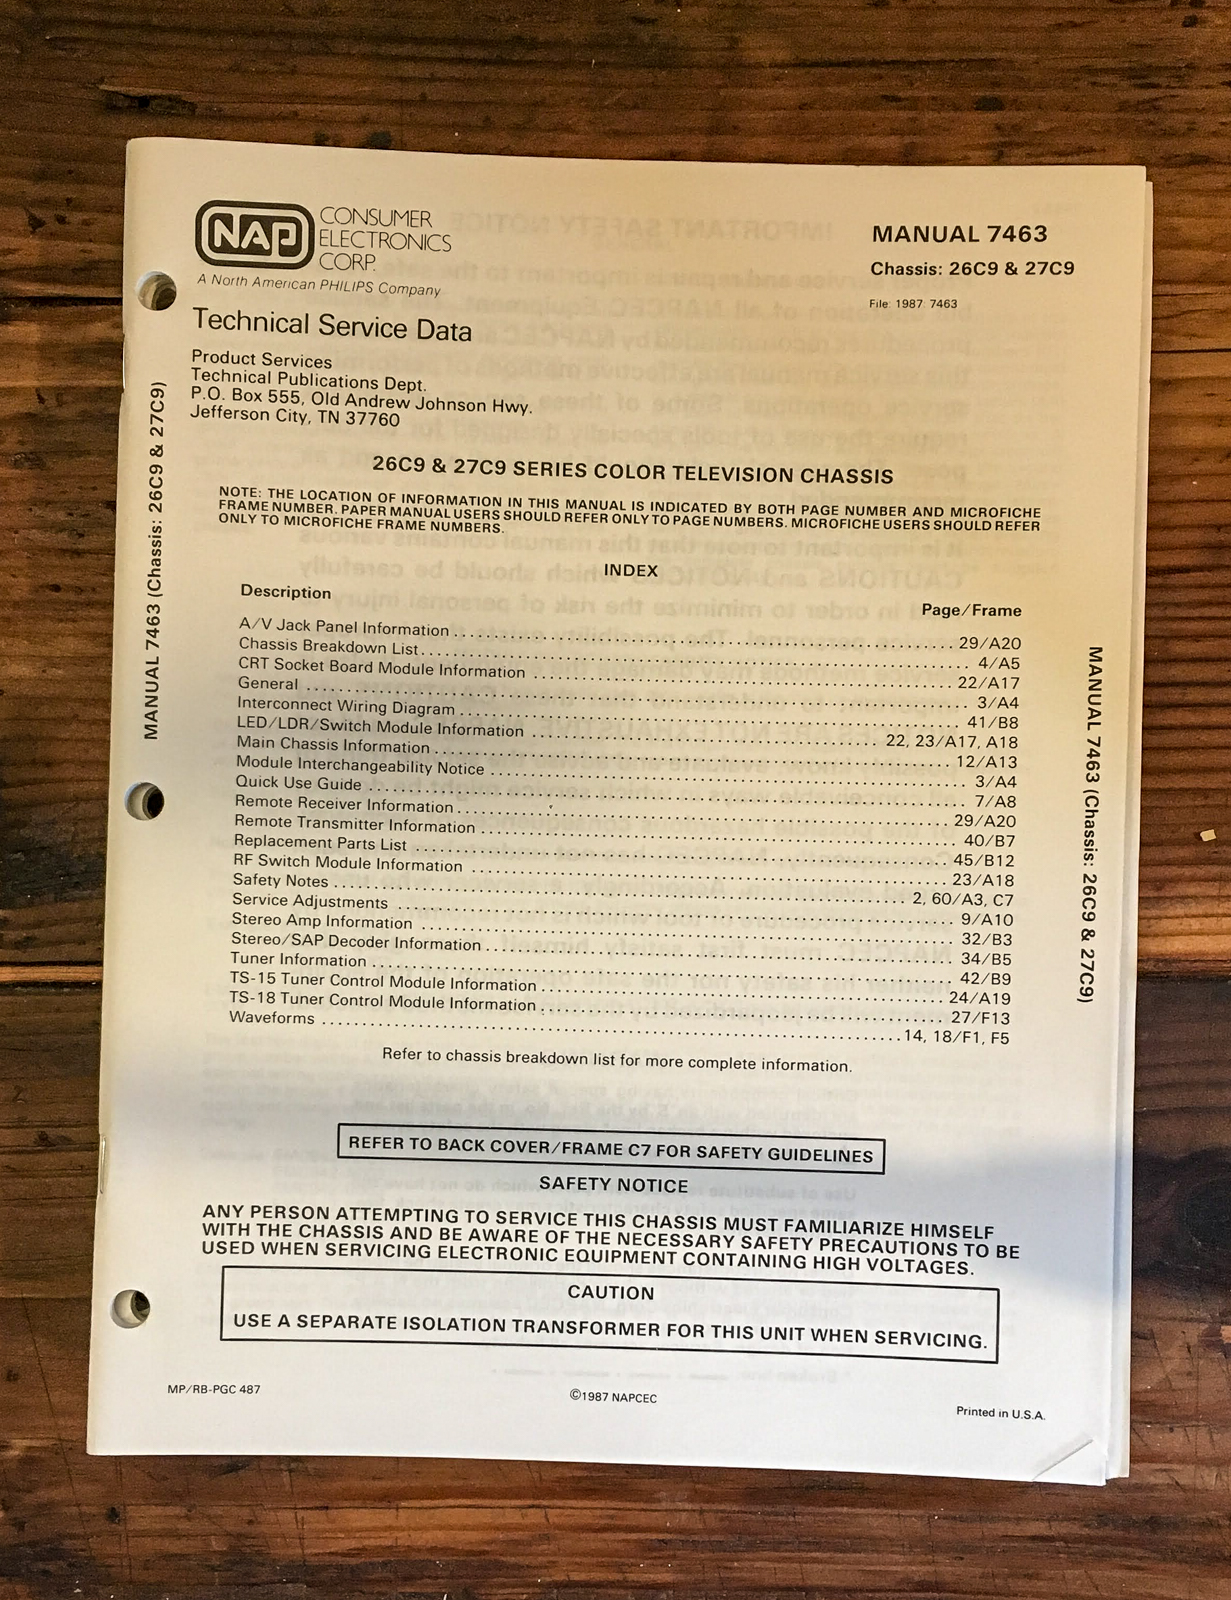 NAP
CONSUMER
ELECTRONICS
CORP.
A North American PHILIPS Company
MANUAL 7463
Chassis: 26C9 & 27C9
File: 1987: 7463
Technical Service Data
Product Services
Technical Publications Dept.
P.O. Box 555, Old Andrew Johnson Hwy.
Jefferson City, TN 37760
26C9 & 27C9 SERIES COLOR TELEVISION CHASSIS
NOTE: THE LOCATION OF INFORMATION IN THIS MANUAL IS INDICATED BY BOTH PAGE NUMBER AND MICROFICHE
FRAME NUMBER. PAPER MANUAL USERS SHOULD REFER ONLY TO PAGE NUMBERS. MICROFICHE USERS SHOULD REFER
ONLY TO MICROFICHE FRAME NUMBERS.
INDEX
Description Page/Frame
A/V Jack Panel Information 29/A20
Chassis Breakdown List 4/A5
CRT Socket Board Module Information 22/A17
General 3/A4
Interconnect Wiring Diagram 41/B8
LED/LDR/Switch Module Information 22, 23/A17, A18
Main Chassis Information 12/A13
Module Interchangeability Notice 3/A4
Quick Use Guide 7/A8
Remote Receiver Information 29/A20
Remote Transmitter Information 40/B7
Replacement Parts List 45/B12
RF Switch Module Information 23/A18
Safety Notes 2, 60/A3, C7
Service Adjustments 9/A10
Stereo Amp Information 32/B3
Stereo/SAP Decoder Information 34/B5
Tuner Information 42/B9
TS-15 Tuner Control Module Information 24/A19
TS-18 Tuner Control Module Information 27/F13
Waveforms 14, 18/F1, F5
Refer to chassis breakdown list for more complete information.
REFER TO BACK COVER/FRAME C7 FOR SAFETY GUIDELINES
SAFETY NOTICE
ANY PERSON ATTEMPTING TO SERVICE THIS CHASSIS MUST FAMILIARIZE HIMSELF
WITH THE CHASSIS AND BE AWARE OF THE NECESSARY SAFETY PRECAUTIONS TO BE
USED WHEN SERVICING ELECTRONIC EQUIPMENT CONTAINING HIGH VOLTAGES.
CAUTION
USE A SEPARATE ISOLATION TRANSFORMER FOR THIS UNIT WHEN SERVICING.
MP/RB-PGC 487
©1987 NAPCEC
Printed in U.S.A.
MANUAL 7463 (Chassis: 26C9 & 27C9)
MANUAL 7463 (Chassis: 26C9 & 27C9)